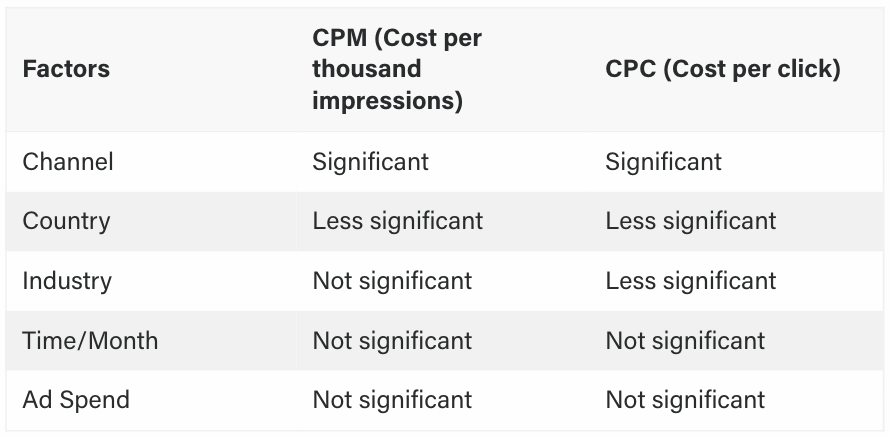 Factors
CPM (Cost per
thousand
impressions)
CPC (Cost per click)
Channel Significant Significant
Country Less significant Less significant
Industry Not significant Less significant
Time/Month Not significant Not significant
Ad Spend Not significant Not significant